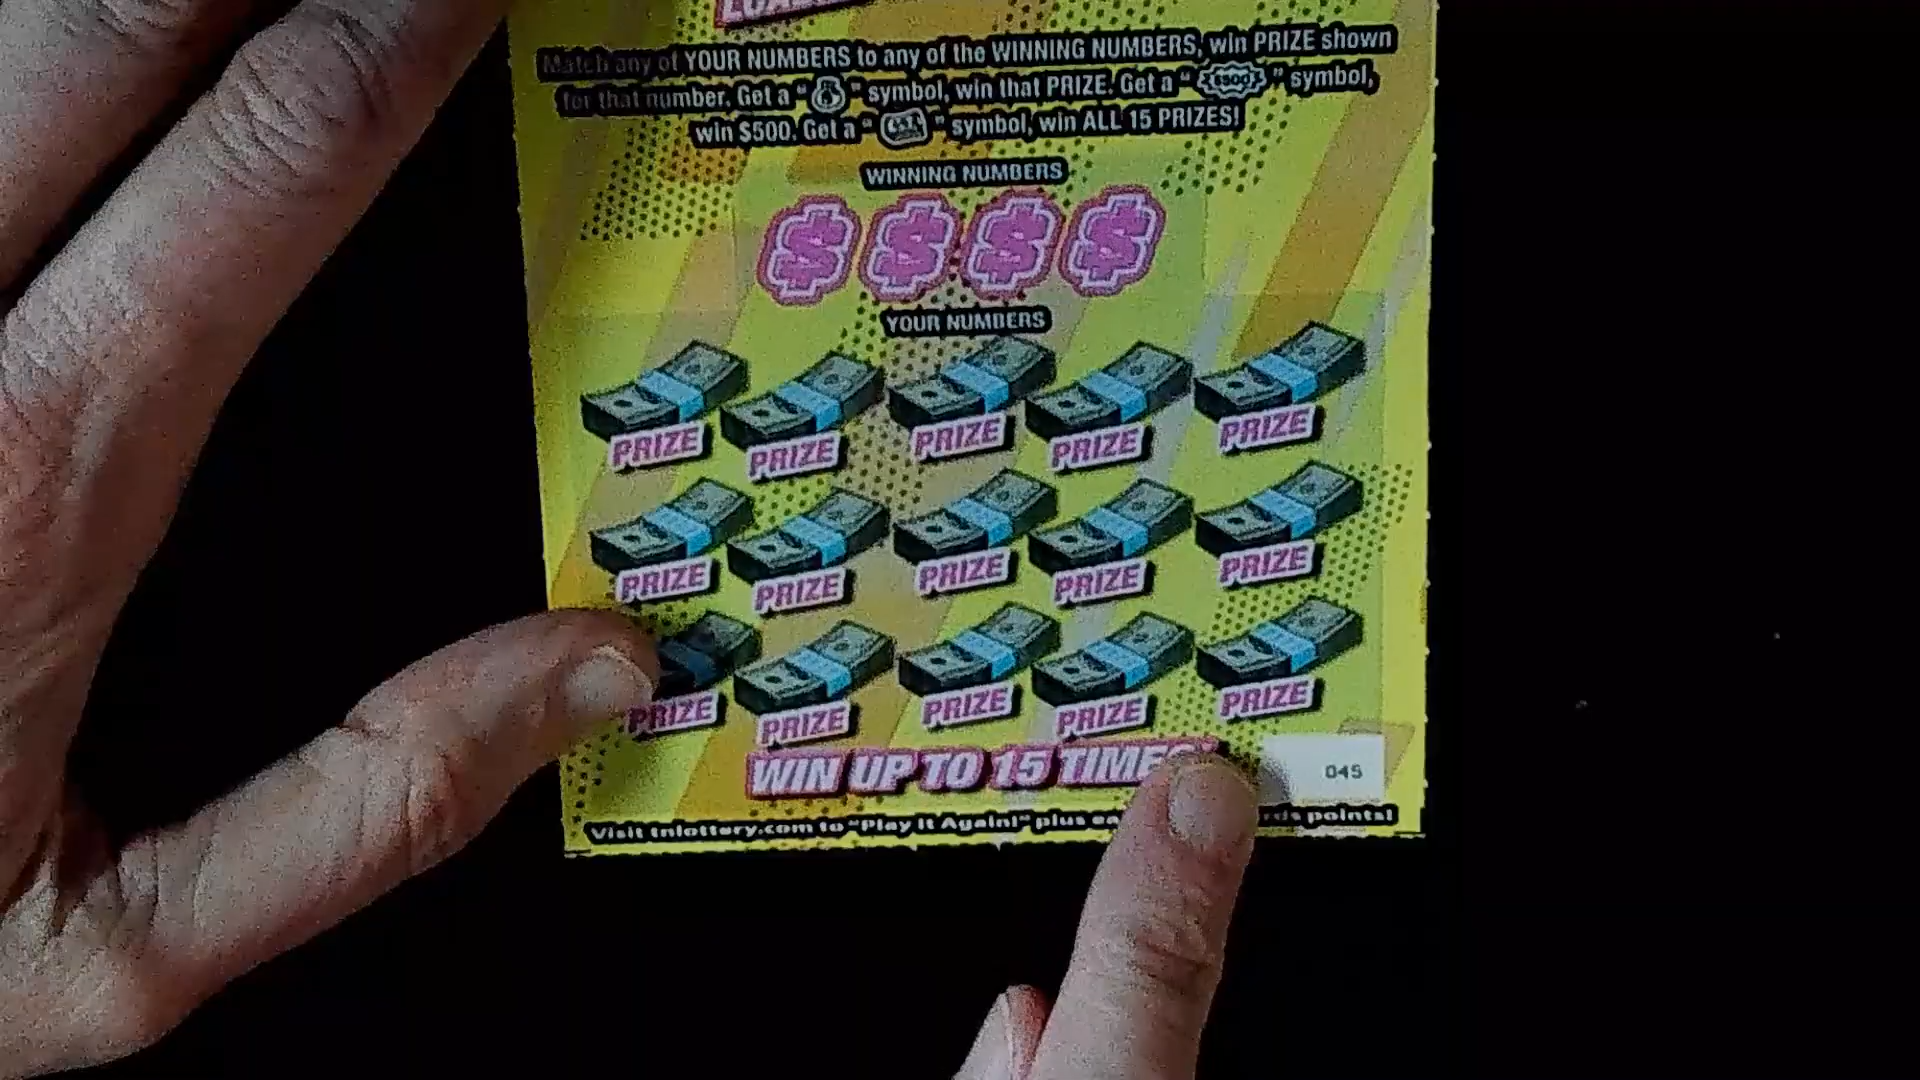 Match any of YOUR NUMBERS to any of the WINNING NUMBERS, win PRIZE shown
for that number. Get a " " symbol, win that PRIZE. Get a " $500 " symbol,
win $500. Get a " " symbol, win ALL 15 PRIZES!
WINNING NUMBERS
$ $ $ $
YOUR NUMBERS
PRIZE PRIZE PRIZE PRIZE PRIZE
PRIZE PRIZE PRIZE PRIZE PRIZE
PRIZE PRIZE PRIZE PRIZE PRIZE
WIN UP TO 15
045
Visit tnlottery.com to "Play It Again!" plus points!